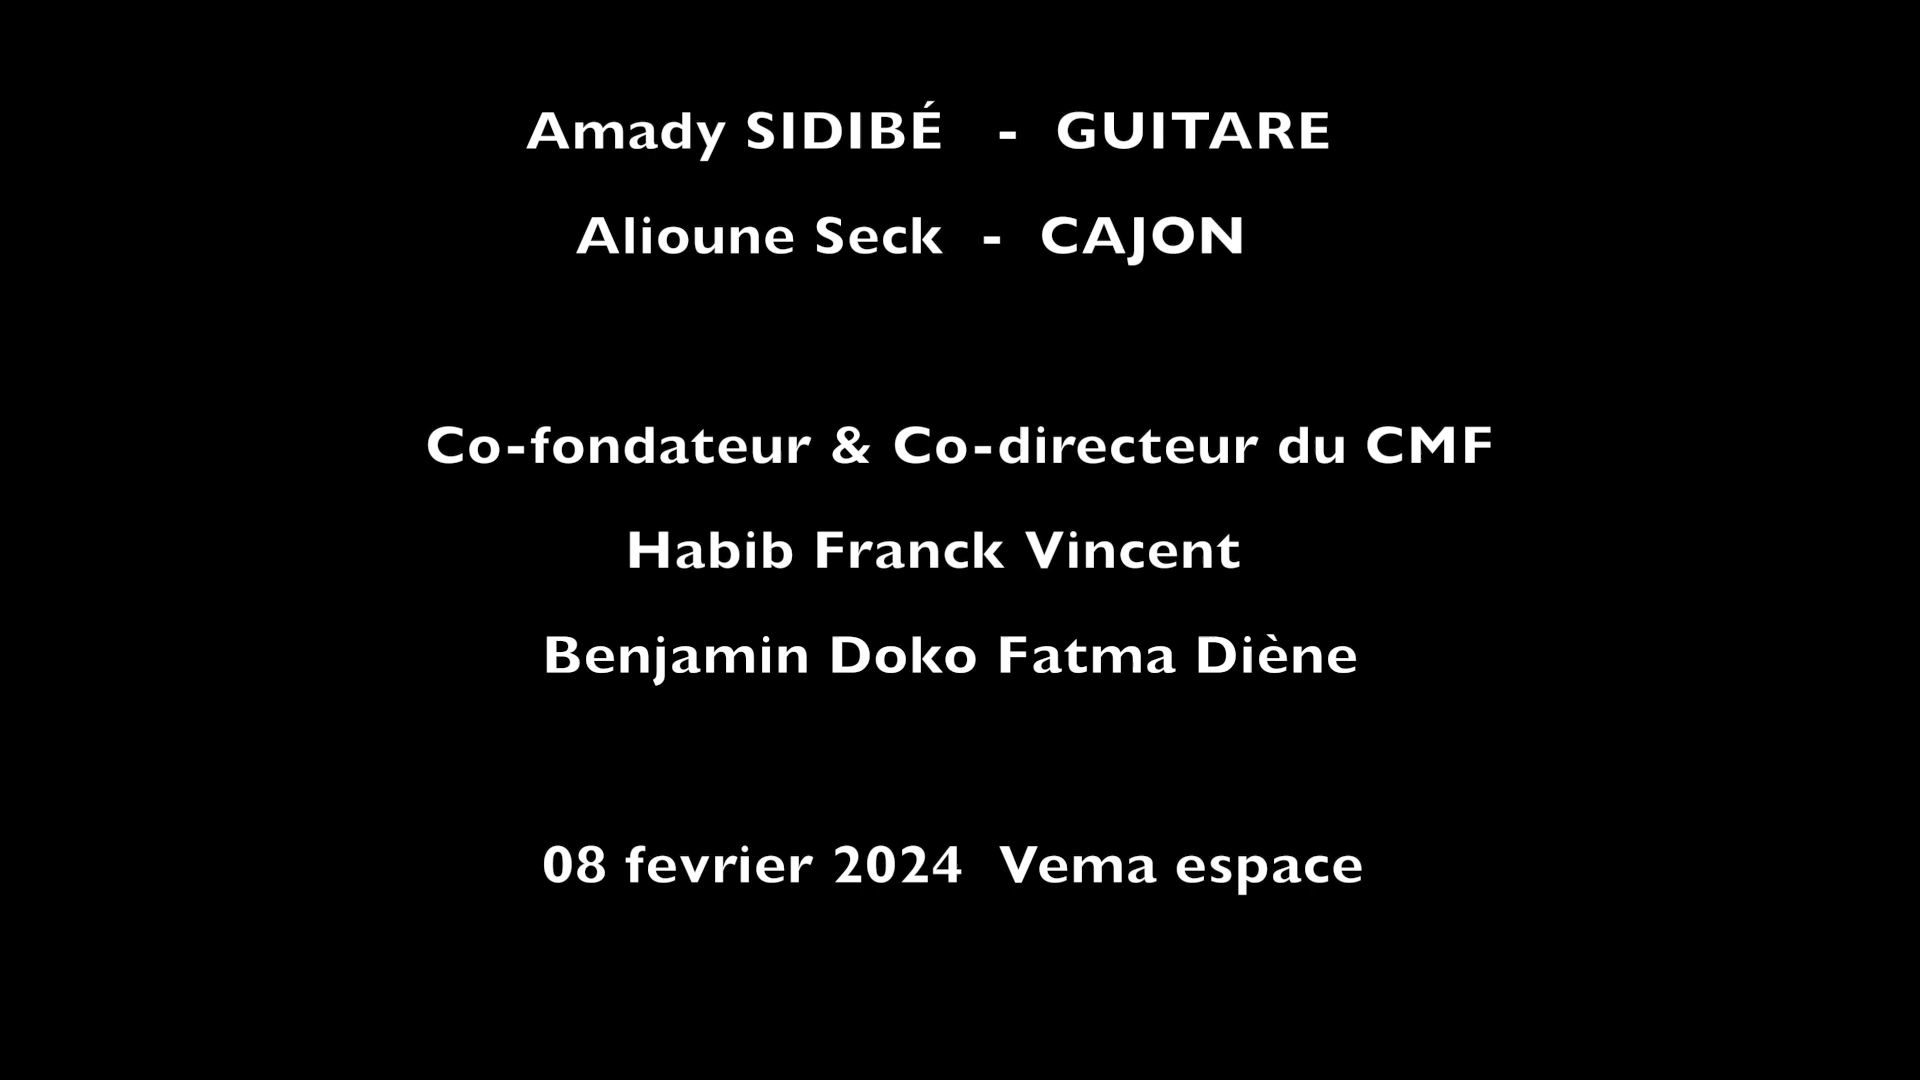 Amady SIDIBÉ - GUITARE
Alioune Seck - CAJON
Co-fondateur & Co-directeur du CMF
Habib Franck Vincent
Benjamin Doko Fatma Diène
08 fevrier 2024 Vema espace